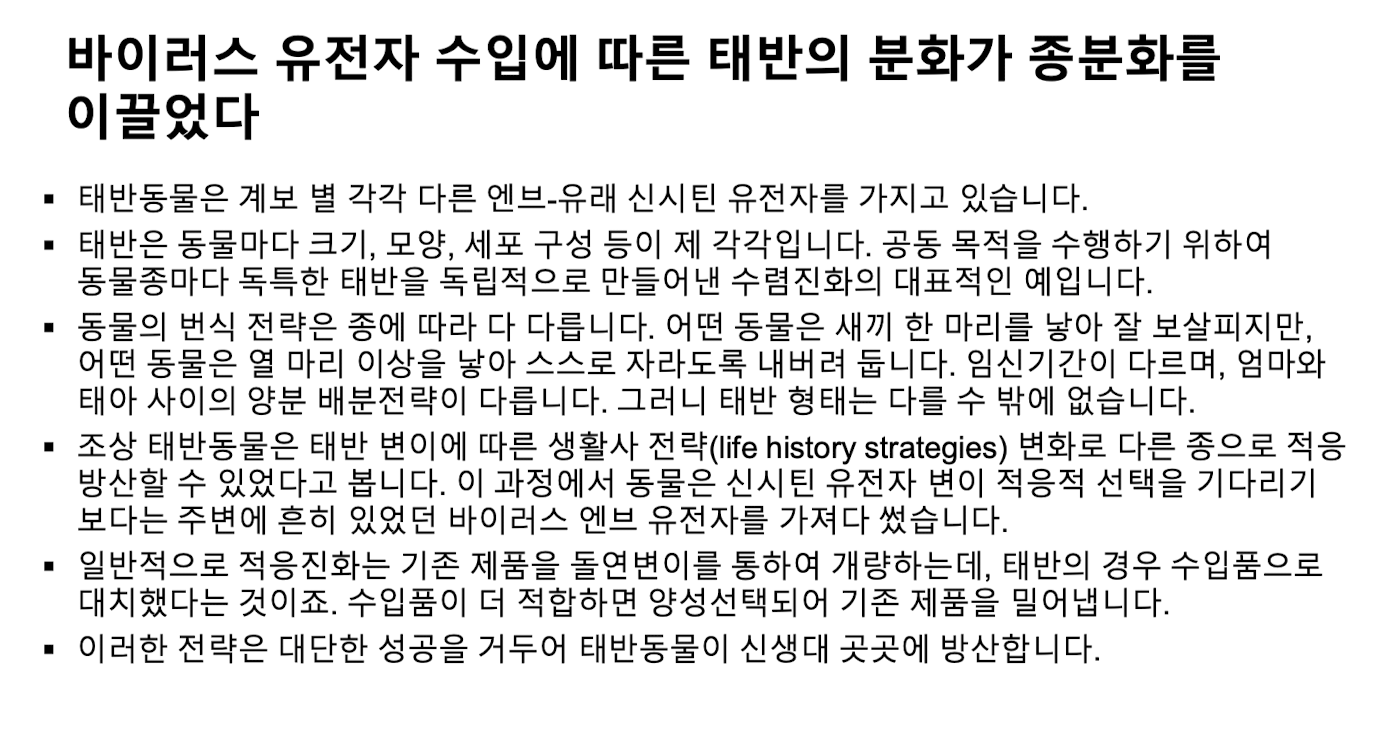 바이러스 유전자 수입에 따른 태반의 분화가 종분화를
이끌었다
▪ 태반동물은 계보 별 각각 다른 엔브-유래 신시틴 유전자를 가지고 있습니다.
▪ 태반은 동물마다 크기, 모양, 세포 구성 등이 제 각각입니다. 공동 목적을 수행하기 위하여
동물종마다 독특한 태반을 독립적으로 만들어낸 수렴진화의 대표적인 예입니다.
▪ 동물의 번식 전략은 종에 따라 다 다릅니다. 어떤 동물은 새끼 한 마리를 낳아 잘 보살피지만,
어떤 동물은 열 마리 이상을 낳아 스스로 자라도록 내버려 둡니다. 임신기간이 다르며, 엄마와
태아 사이의 양분 배분전략이 다릅니다. 그러니 태반 형태는 다를 수 밖에 없습니다.
▪ 조상 태반동물은 태반 변이에 따른 생활사 전략(life history strategies) 변화로 다른 종으로 적응
방산할 수 있었다고 봅니다. 이 과정에서 동물은 신시틴 유전자 변이 적응적 선택을 기다리기
보다는 주변에 흔히 있었던 바이러스 엔브 유전자를 가져다 썼습니다.
▪ 일반적으로 적응진화는 기존 제품을 돌연변이를 통하여 개량하는데, 태반의 경우 수입품으로
대치했다는 것이죠. 수입품이 더 적합하면 양성선택되어 기존 제품을 밀어냅니다.
▪ 이러한 전략은 대단한 성공을 거두어 태반동물이 신생대 곳곳에 방산합니다.